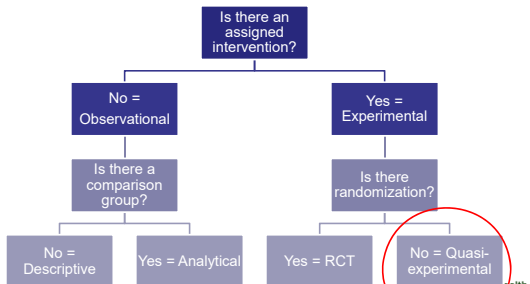 Is there an
assigned
intervention?
No =
Observational
Yes =
Experimental
Is there a
comparison
group?
Is there
randomization?
No =
Descriptive
Yes = Analytical
Yes = RCT
No = Quasi-
experimental